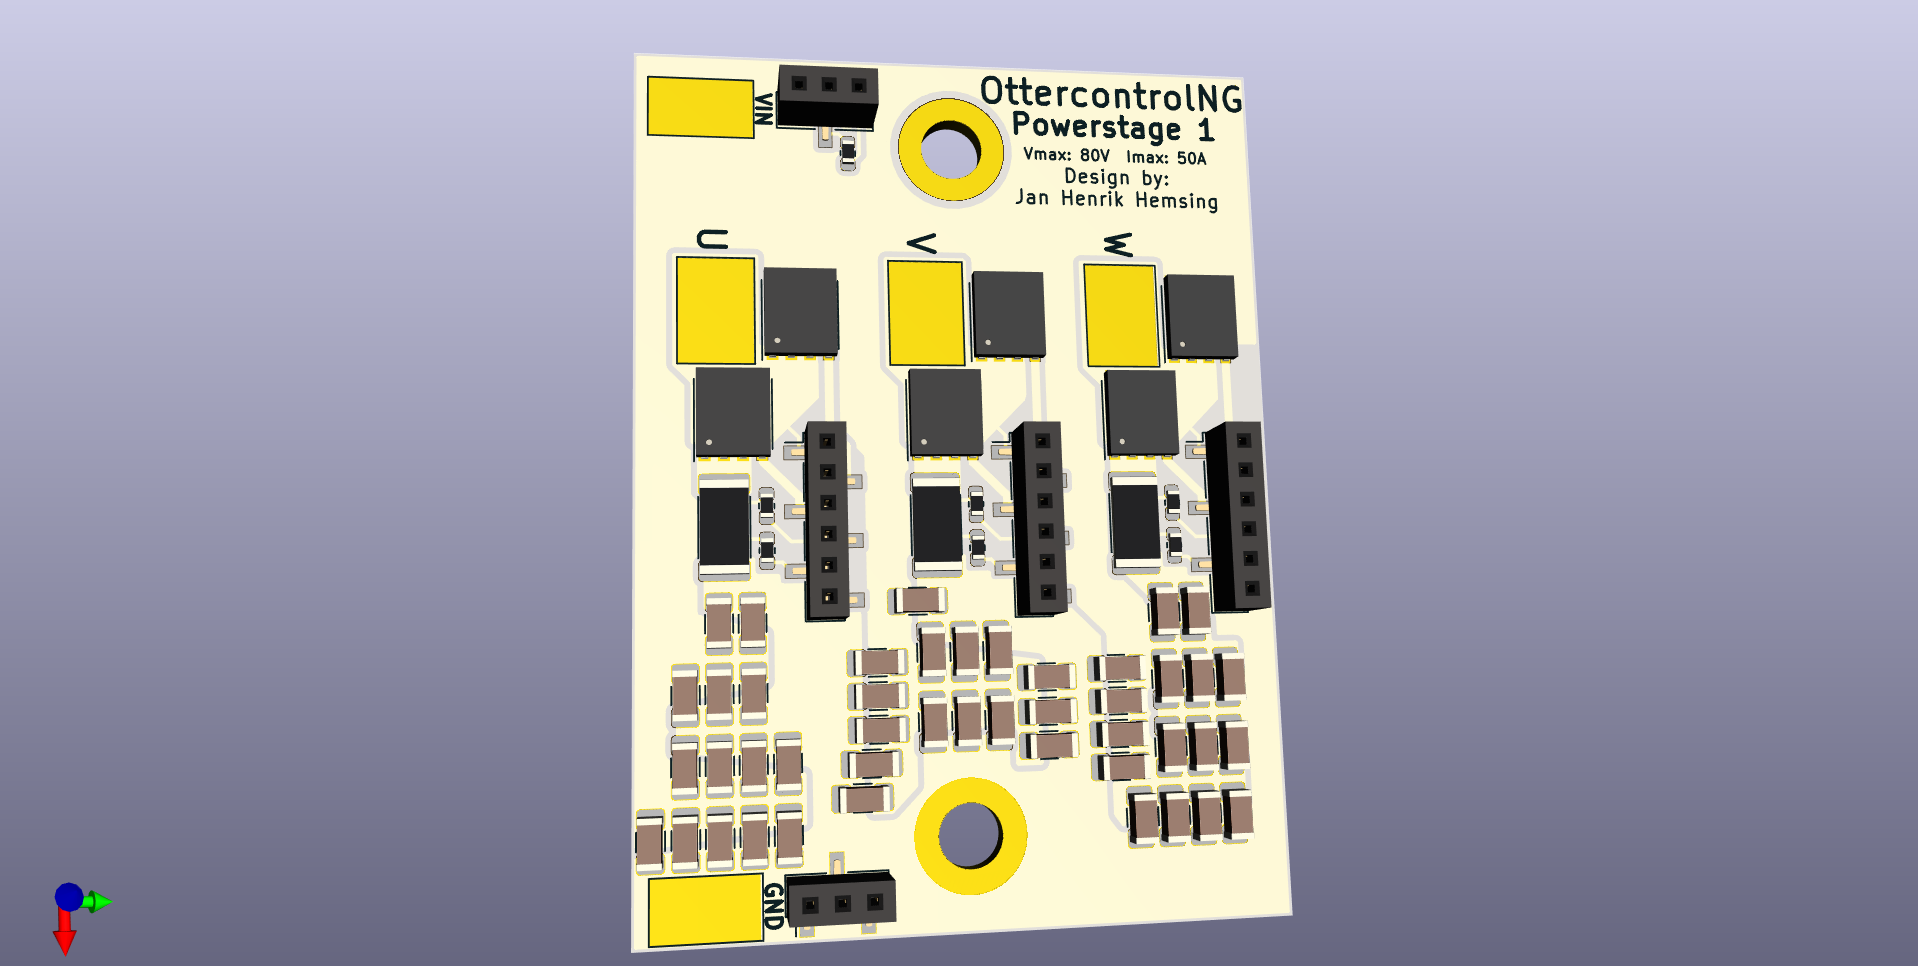 VIN
OttercontrolNG
Powerstage 1
Vmax: 80V Imax: 50A
Design by:
Jan Henrik Hemsing
U
V
W
GND